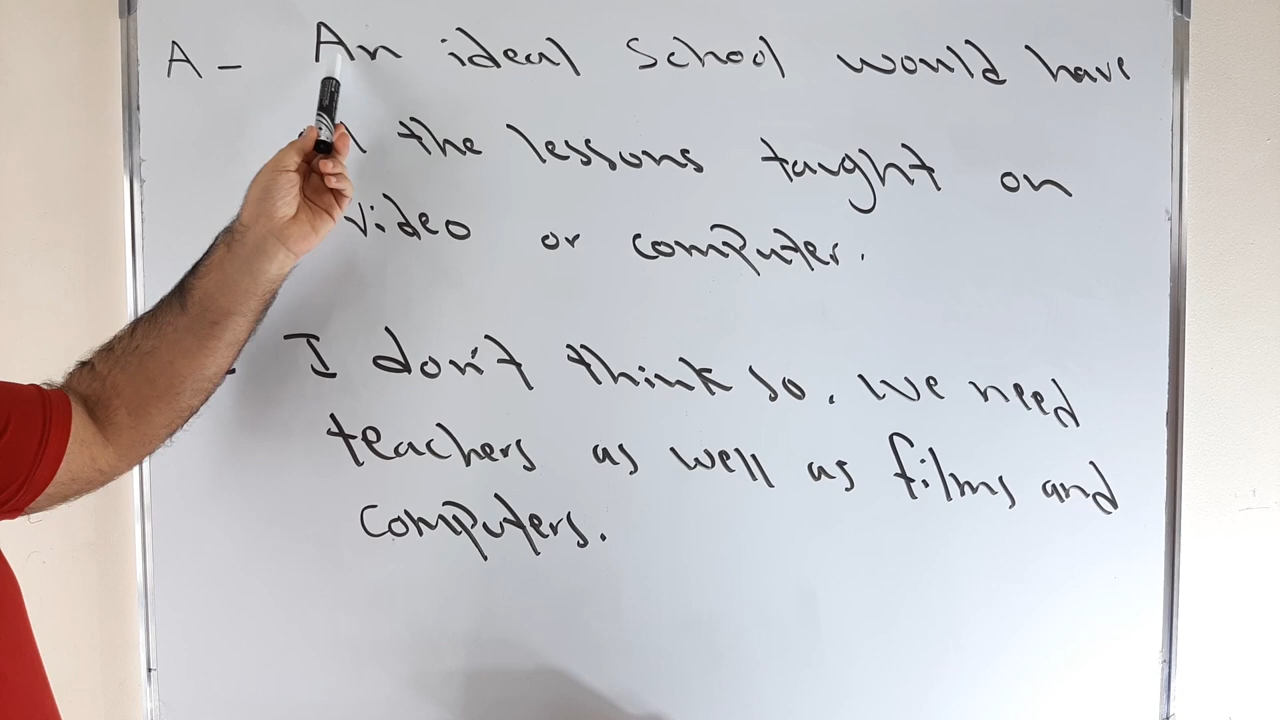 A - An ideal school would have
the lessons taught on
video or computer.
- I don't think so. we need
teachers as well as films and
computers.